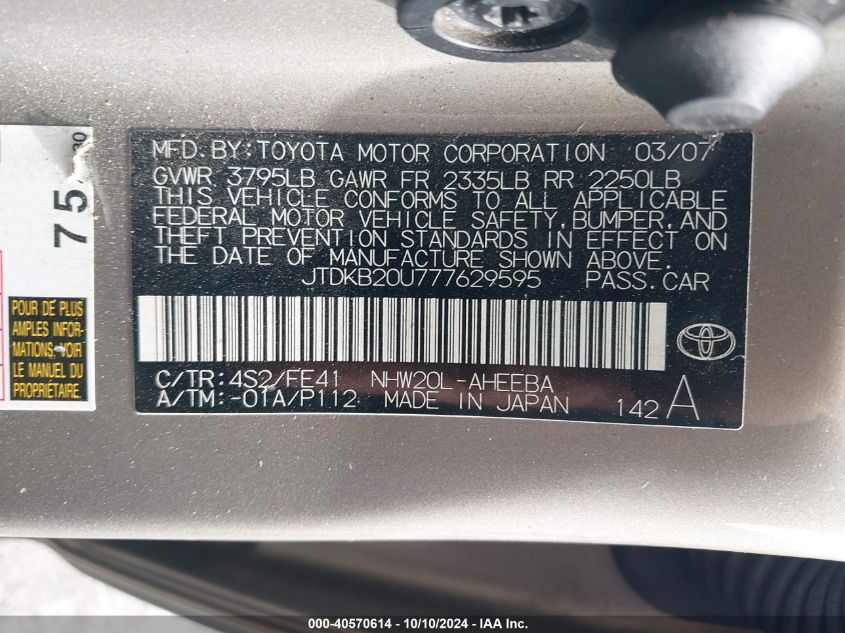 MFD. BY: TOYOTA MOTOR CORPORATION 03/07
GVWR 3795LB GAWR FR 2335LB RR 2250LB
THIS VEHICLE CONFORMS TO ALL APPLICABLE
FEDERAL MOTOR VEHICLE SAFETY, BUMPER, AND
THEFT PREVENTION STANDARDS IN EFFECT ON
THE DATE OF MANUFACTURE SHOWN ABOVE.
JTDKB20U777629595 PASS. CAR
C/TR: 4S2/FE41 NHW20L-AHEEBA
A/TM: -01A/P112 MADE IN JAPAN 142 A
75
POUR DE PLUS
AMPLES INFOR-
MATIONS, VOIR
LE MANUEL DU
PROPRIÉTAIRE.
000-40570614 - 10/10/2024 - IAA Holdings, LLC.